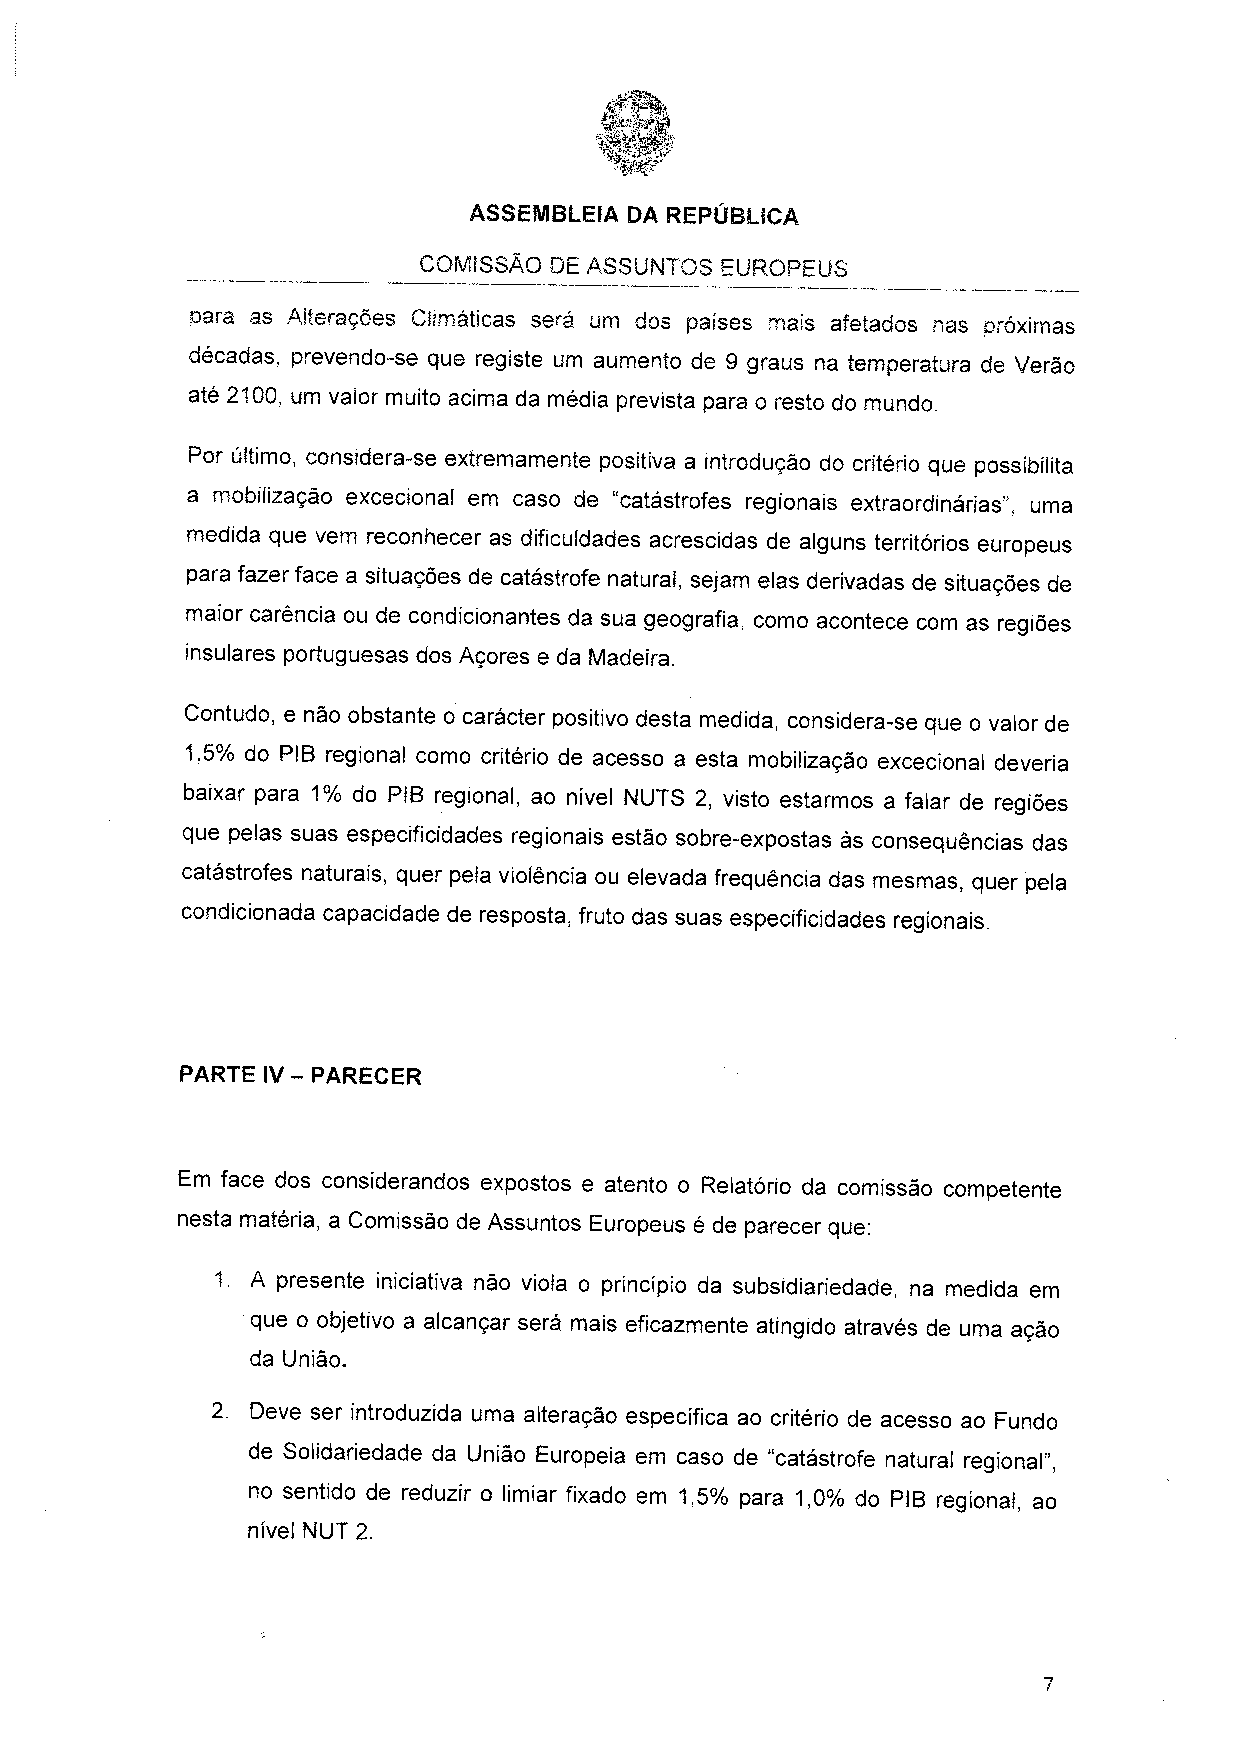 ASSEMBLEIA DA REPÚBLICA
COMISSÃO DE ASSUNTOS EUROPEUS
para as Alterações Climáticas será um dos países mais afetados nas próximas
décadas, prevendo-se que registe um aumento de 9 graus na temperatura de Verão
até 2100, um valor muito acima da média prevista para o resto do mundo.
Por último, considera-se extremamente positiva a introdução do critério que possibilita
a mobilização excecional em caso de “catástrofes regionais extraordinárias”, uma
medida que vem reconhecer as dificuldades acrescidas de alguns territórios europeus
para fazer face a situações de catástrofe natural, sejam elas derivadas de situações de
maior carência ou de condicionantes da sua geografia, como acontece com as regiões
insulares portuguesas dos Açores e da Madeira.
Contudo, e não obstante o carácter positivo desta medida, considera-se que o valor de
1,5% do PIB regional como critério de acesso a esta mobilização excecional deveria
baixar para 1% do PIB regional, ao nível NUTS 2, visto estarmos a falar de regiões
que pelas suas especificidades regionais estão sobre-expostas às consequências das
catástrofes naturais, quer pela violência ou elevada frequência das mesmas, quer pela
condicionada capacidade de resposta, fruto das suas especificidades regionais.
PARTE IV – PARECER
Em face dos considerandos expostos e atento o Relatório da comissão competente
nesta matéria, a Comissão de Assuntos Europeus é de parecer que:
1. A presente iniciativa não viola o princípio da subsidiariedade, na medida em
que o objetivo a alcançar será mais eficazmente atingido através de uma ação
da União.
2. Deve ser introduzida uma alteração específica ao critério de acesso ao Fundo
de Solidariedade da União Europeia em caso de “catástrofe natural regional”,
no sentido de reduzir o limiar fixado em 1,5% para 1,0% do PIB regional, ao
nível NUT 2.
7